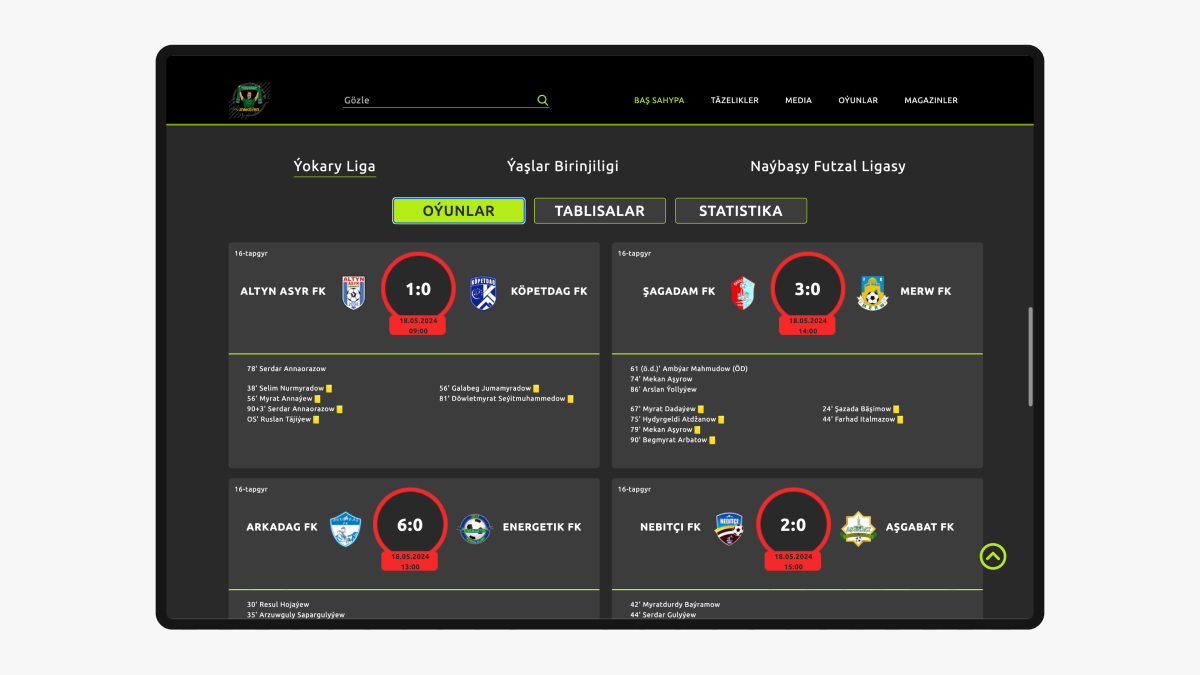 Gözle
BAŞ SAHYPA TÄZELIKLER MEDIA OÝUNLAR MAGAZINLER
Ýokary Liga Ýaşlar Birinjiligi Naýbaşy Futzal Ligasy
OÝUNLAR TABLISALAR STATISTIKA
16-tapgyr
ALTYN ASYR FK
ALTYN
ASYR
1:0
KÖPETDAG
KÖPETDAG FK
18.05.2024
09:00
78' Serdar Annaorazow
38' Selim Nurmyradow
56' Myrat Annaýew
90+3' Serdar Annaorazow
OS' Ruslan Täjiýew
56' Galabeg Jumamyradow
81' Döwletmyrat Seýitmuhammedow
16-tapgyr
ŞAGADAM FK
3:0
MERW FK
18.05.2024
14:00
61 (ö.d.)' Ambýar Mahmudow (ÖD)
74' Mekan Aşyrow
86' Arslan Ýollyýew
67' Myrat Dadaýew
75' Hydyrgeldi Atdžanow
79' Mekan Aşyrow
90' Begmyrat Arbatow
24' Şazada Bäşimow
44' Farhad Italmazow
16-tapgyr
ARKADAG FK
6:0
ENERGETIK FK
18.05.2024
13:00
30' Resul Hojaýew
35' Arzuwguly Sapargulyýew
16-tapgyr
NEBITÇI FK
NEBITÇI
2:0
AŞGABAT FK
18.05.2024
15:00
42' Myratdurdy Baýramow
44' Serdar Gulyýew